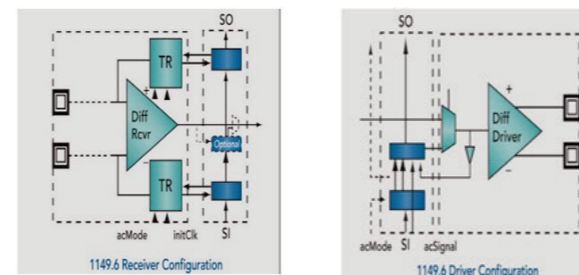 SO
TR
+
Diff
Rcvr
Optional
−
TR
acMode
initClk
SI
1149.6 Receiver Configuration
SO
+
Diff
Driver
−
acMode
SI
acSignal
1149.6 Driver Configuration